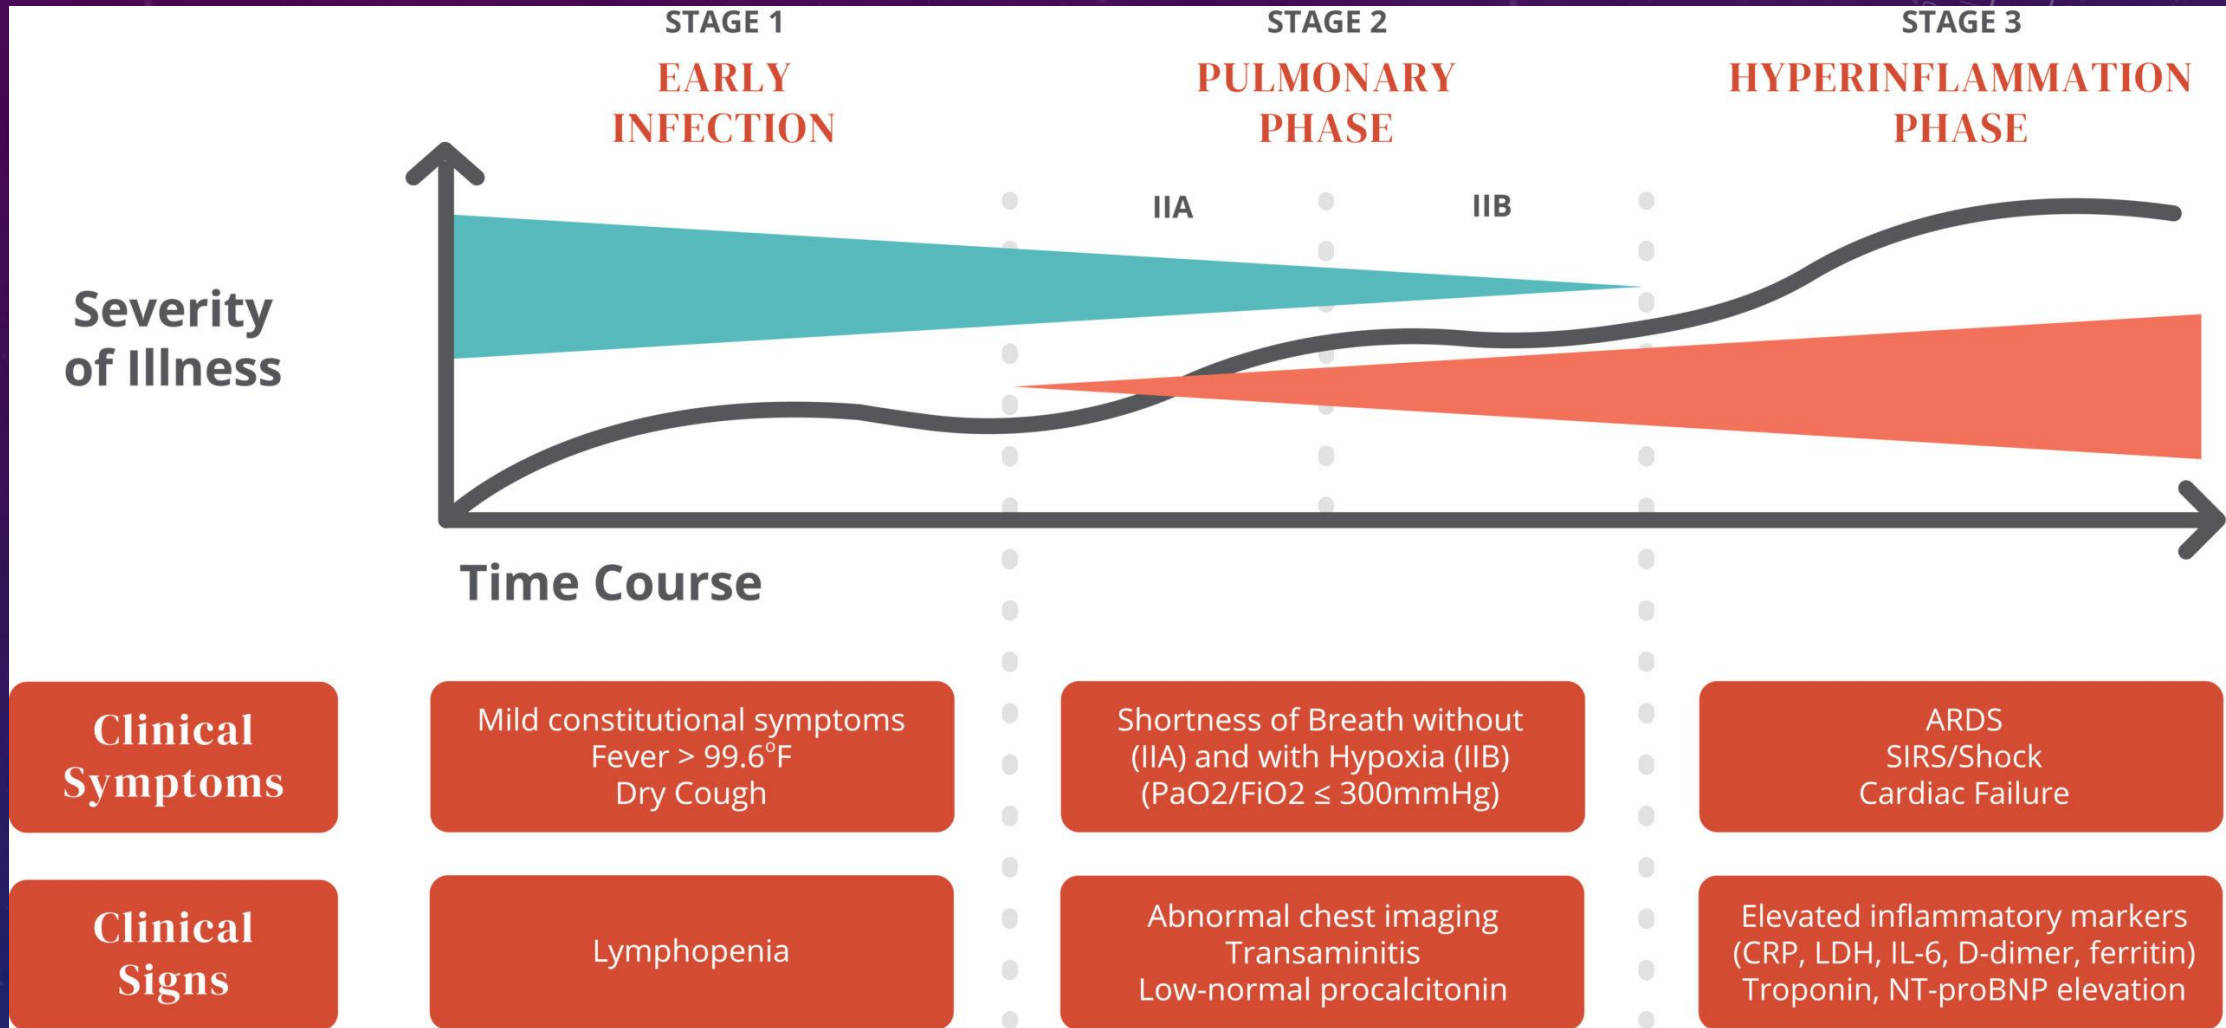 STAGE 1
EARLY
INFECTION
STAGE 2
PULMONARY
PHASE
STAGE 3
HYPERINFLAMMATION
PHASE
IIA
IIB
Severity
of Illness
Time Course
Clinical
Symptoms
Mild constitutional symptoms
Fever > 99.6°F
Dry Cough
Shortness of Breath without
(IIA) and with Hypoxia (IIB)
(PaO2/FiO2 ≤ 300mmHg)
ARDS
SIRS/Shock
Cardiac Failure
Clinical
Signs
Lymphopenia
Abnormal chest imaging
Transaminitis
Low-normal procalcitonin
Elevated inflammatory markers
(CRP, LDH, IL-6, D-dimer, ferritin)
Troponin, NT-proBNP elevation